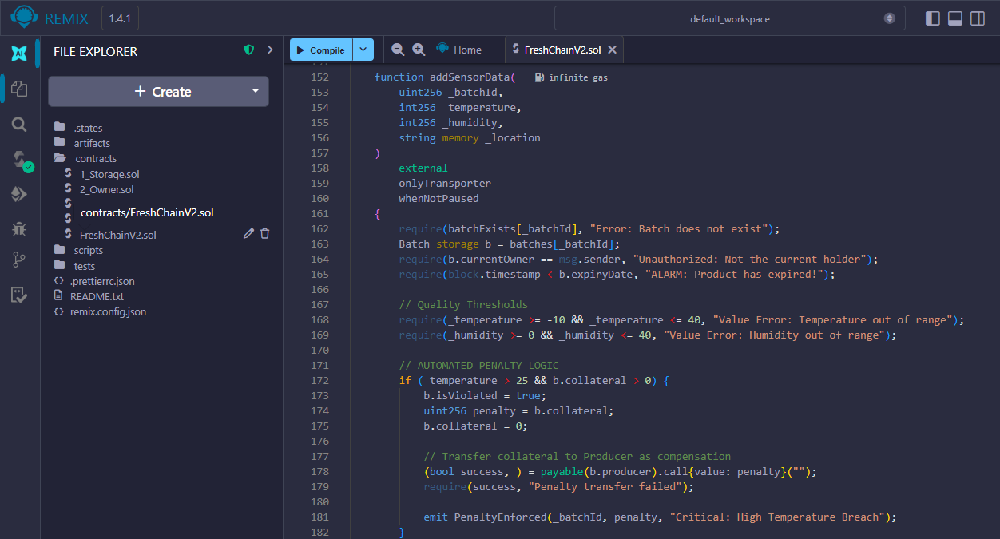 REMIX 1.4.1 default_workspace
AI
FILE EXPLORER
Compile
Home
FreshChainV2.sol
+ Create
.states
artifacts
contracts
1_Storage.sol
2_Owner.sol
contracts/FreshChainV2.sol
FreshChainV2.sol
scripts
tests
.prettierrc.json
README.txt
remix.config.json
152 function addSensorData( infinite gas
153 uint256 _batchId,
154 int256 _temperature,
155 int256 _humidity,
156 string memory _location
157 )
158 external
159 onlyTransporter
160 whenNotPaused
161 {
162 require(batchExists[_batchId], "Error: Batch does not exist");
163 Batch storage b = batches[_batchId];
164 require(b.currentOwner == msg.sender, "Unauthorized: Not the current holder");
165 require(block.timestamp < b.expiryDate, "ALARM: Product has expired!");
166
167 // Quality Thresholds
168 require(_temperature >= -10 && _temperature <= 40, "Value Error: Temperature out of range");
169 require(_humidity >= 0 && _humidity <= 40, "Value Error: Humidity out of range");
170
171 // AUTOMATED PENALTY LOGIC
172 if (_temperature > 25 && b.collateral > 0) {
173 b.isViolated = true;
174 uint256 penalty = b.collateral;
175 b.collateral = 0;
176
177 // Transfer collateral to Producer as compensation
178 (bool success, ) = payable(b.producer).call{value: penalty}("");
179 require(success, "Penalty transfer failed");
180
181 emit PenaltyEnforced(_batchId, penalty, "Critical: High Temperature Breach");
182 }